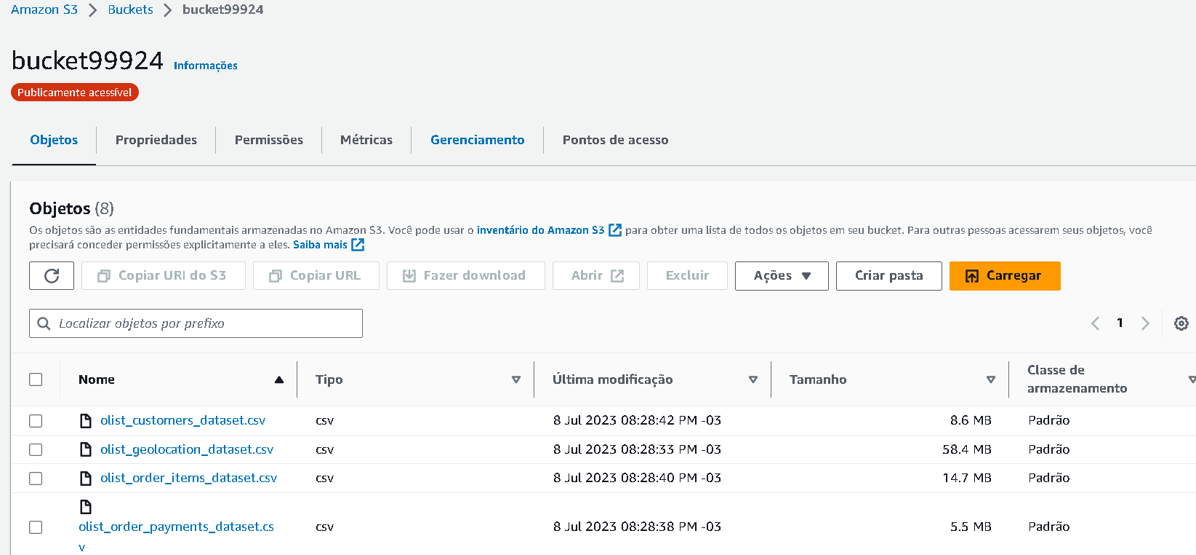 Amazon S3 > Buckets > bucket99924
bucket99924 Informações
Publicamente acessível
Objetos Propriedades Permissões Métricas Gerenciamento Pontos de acesso
Objetos (8)
Os objetos são as entidades fundamentais armazenadas no Amazon S3. Você pode usar o inventário do Amazon S3 para obter uma lista de todos os objetos em seu bucket. Para outras pessoas acessarem seus objetos, você
precisará conceder permissões explicitamente a eles. Saiba mais
Copiar URI do S3 Copiar URL Fazer download Abrir Excluir Ações Criar pasta Carregar
Localizar objetos por prefixo
1
Nome Tipo Última modificação Tamanho Classe de
armazenamento
olist_customers_dataset.csv csv 8 Jul 2023 08:28:42 PM -03 8.6 MB Padrão
olist_geolocation_dataset.csv csv 8 Jul 2023 08:28:33 PM -03 58.4 MB Padrão
olist_order_items_dataset.csv csv 8 Jul 2023 08:28:40 PM -03 14.7 MB Padrão
olist_order_payments_dataset.cs csv 8 Jul 2023 08:28:38 PM -03 5.5 MB Padrão
v